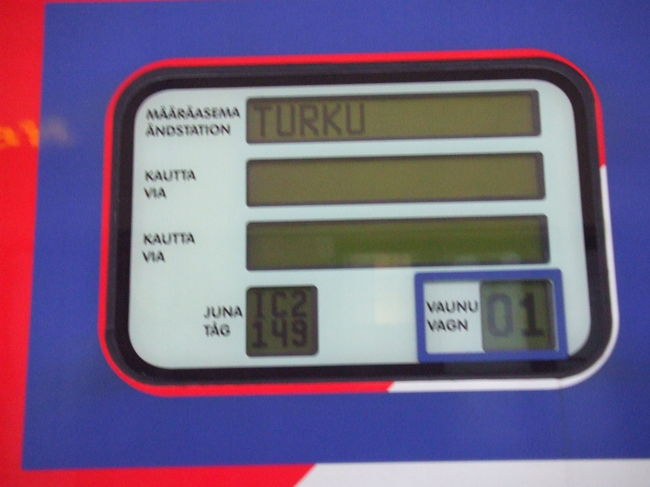 MÄÄRÄASEMA
ÄNDSTATION
TURKU
KAUTTA
VIA
KAUTTA
VIA
JUNA
TÅG
IC2
149
VAUNU
VAGN
01